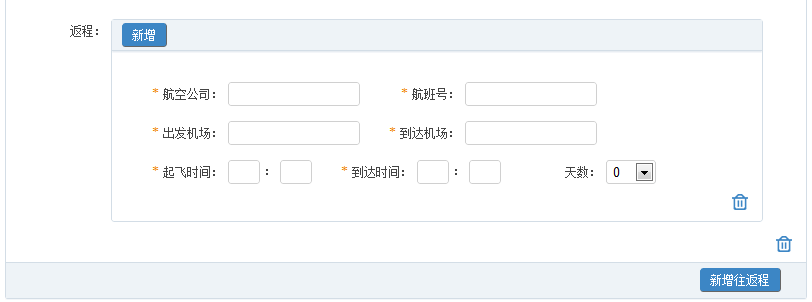 返程： 新增
* 航空公司： * 航班号：
* 出发机场： * 到达机场：
* 起飞时间： : * 到达时间： : 天数： 0
新增往返程